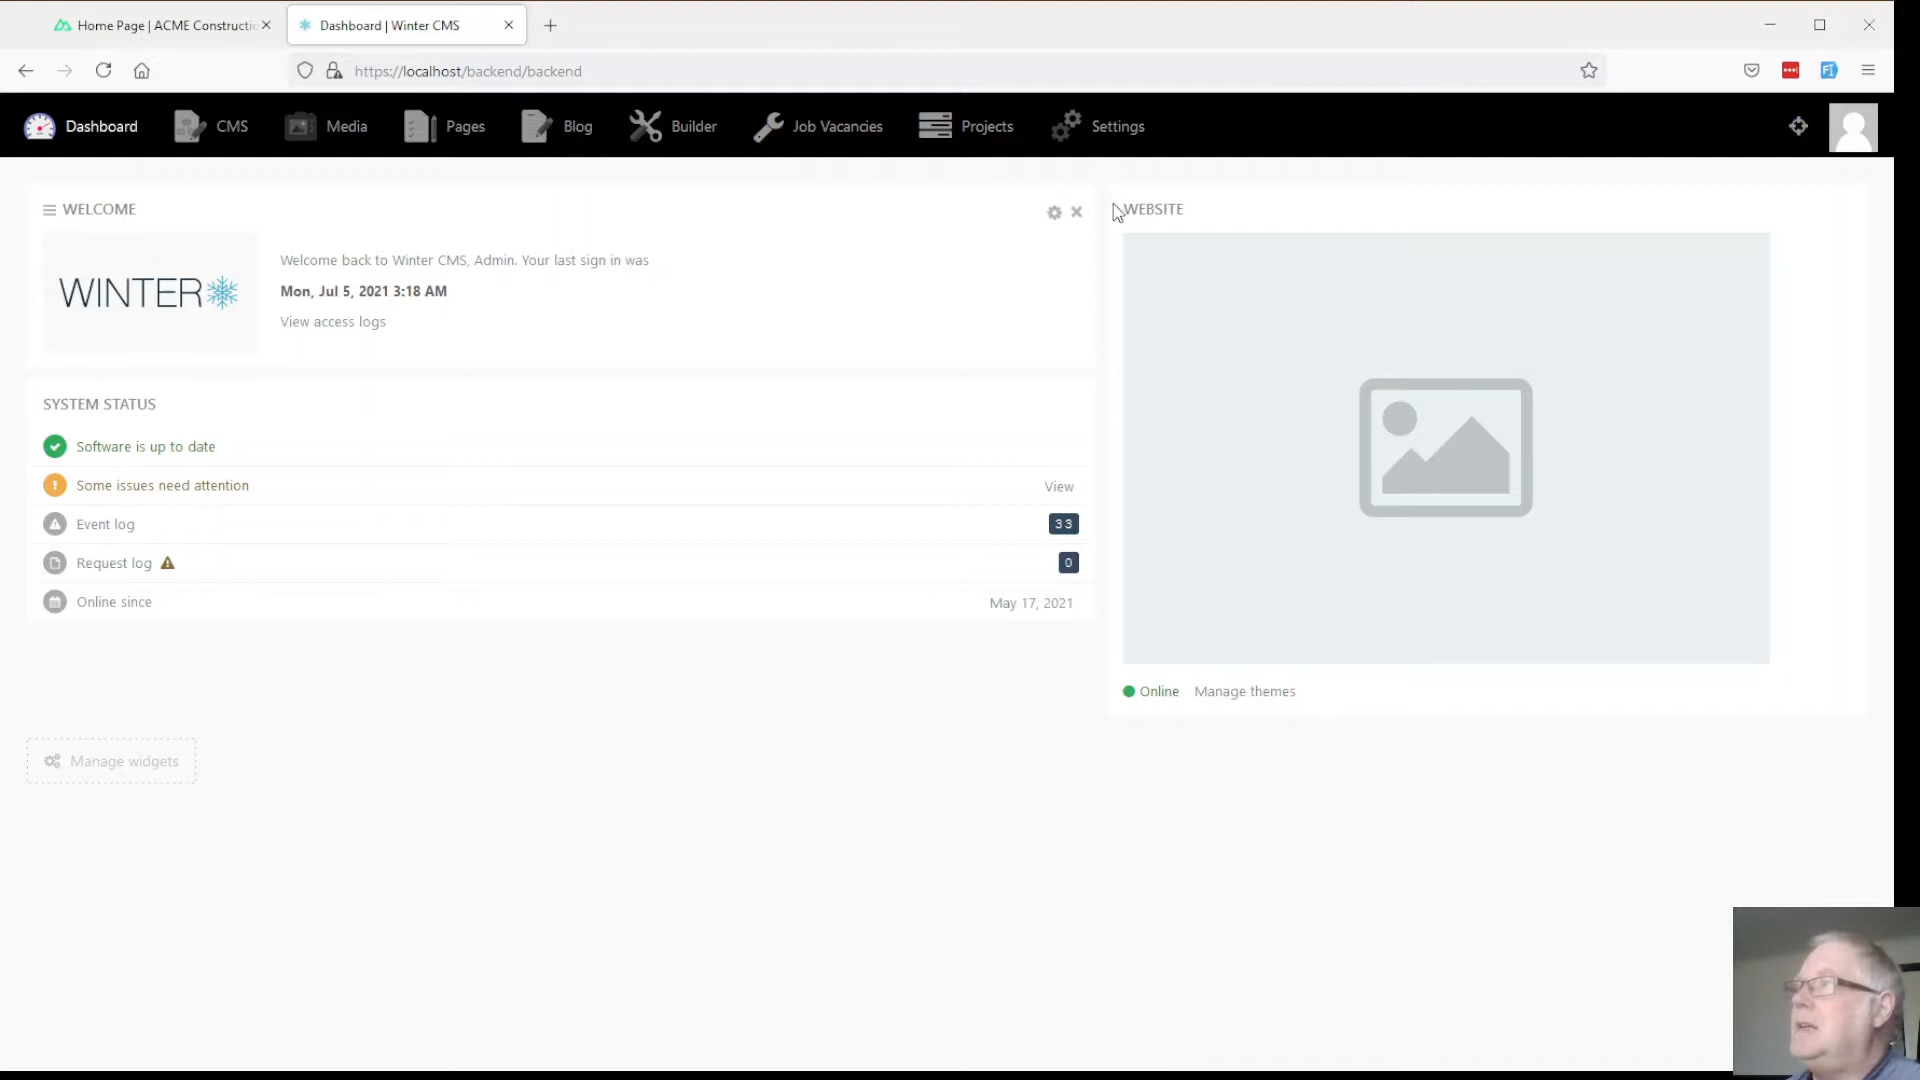 Home Page | ACME Constructi
Dashboard | Winter CMS
https://localhost/backend/backend
Dashboard
CMS
Media
Pages
Blog
Builder
Job Vacancies
Projects
Settings
WELCOME
WINTER
Welcome back to Winter CMS, Admin. Your last sign in was
Mon, Jul 5, 2021 3:18 AM
View access logs
SYSTEM STATUS
Software is up to date
Some issues need attention View
Event log 33
Request log 0
Online since May 17, 2021
Manage widgets
WEBSITE
Online Manage themes